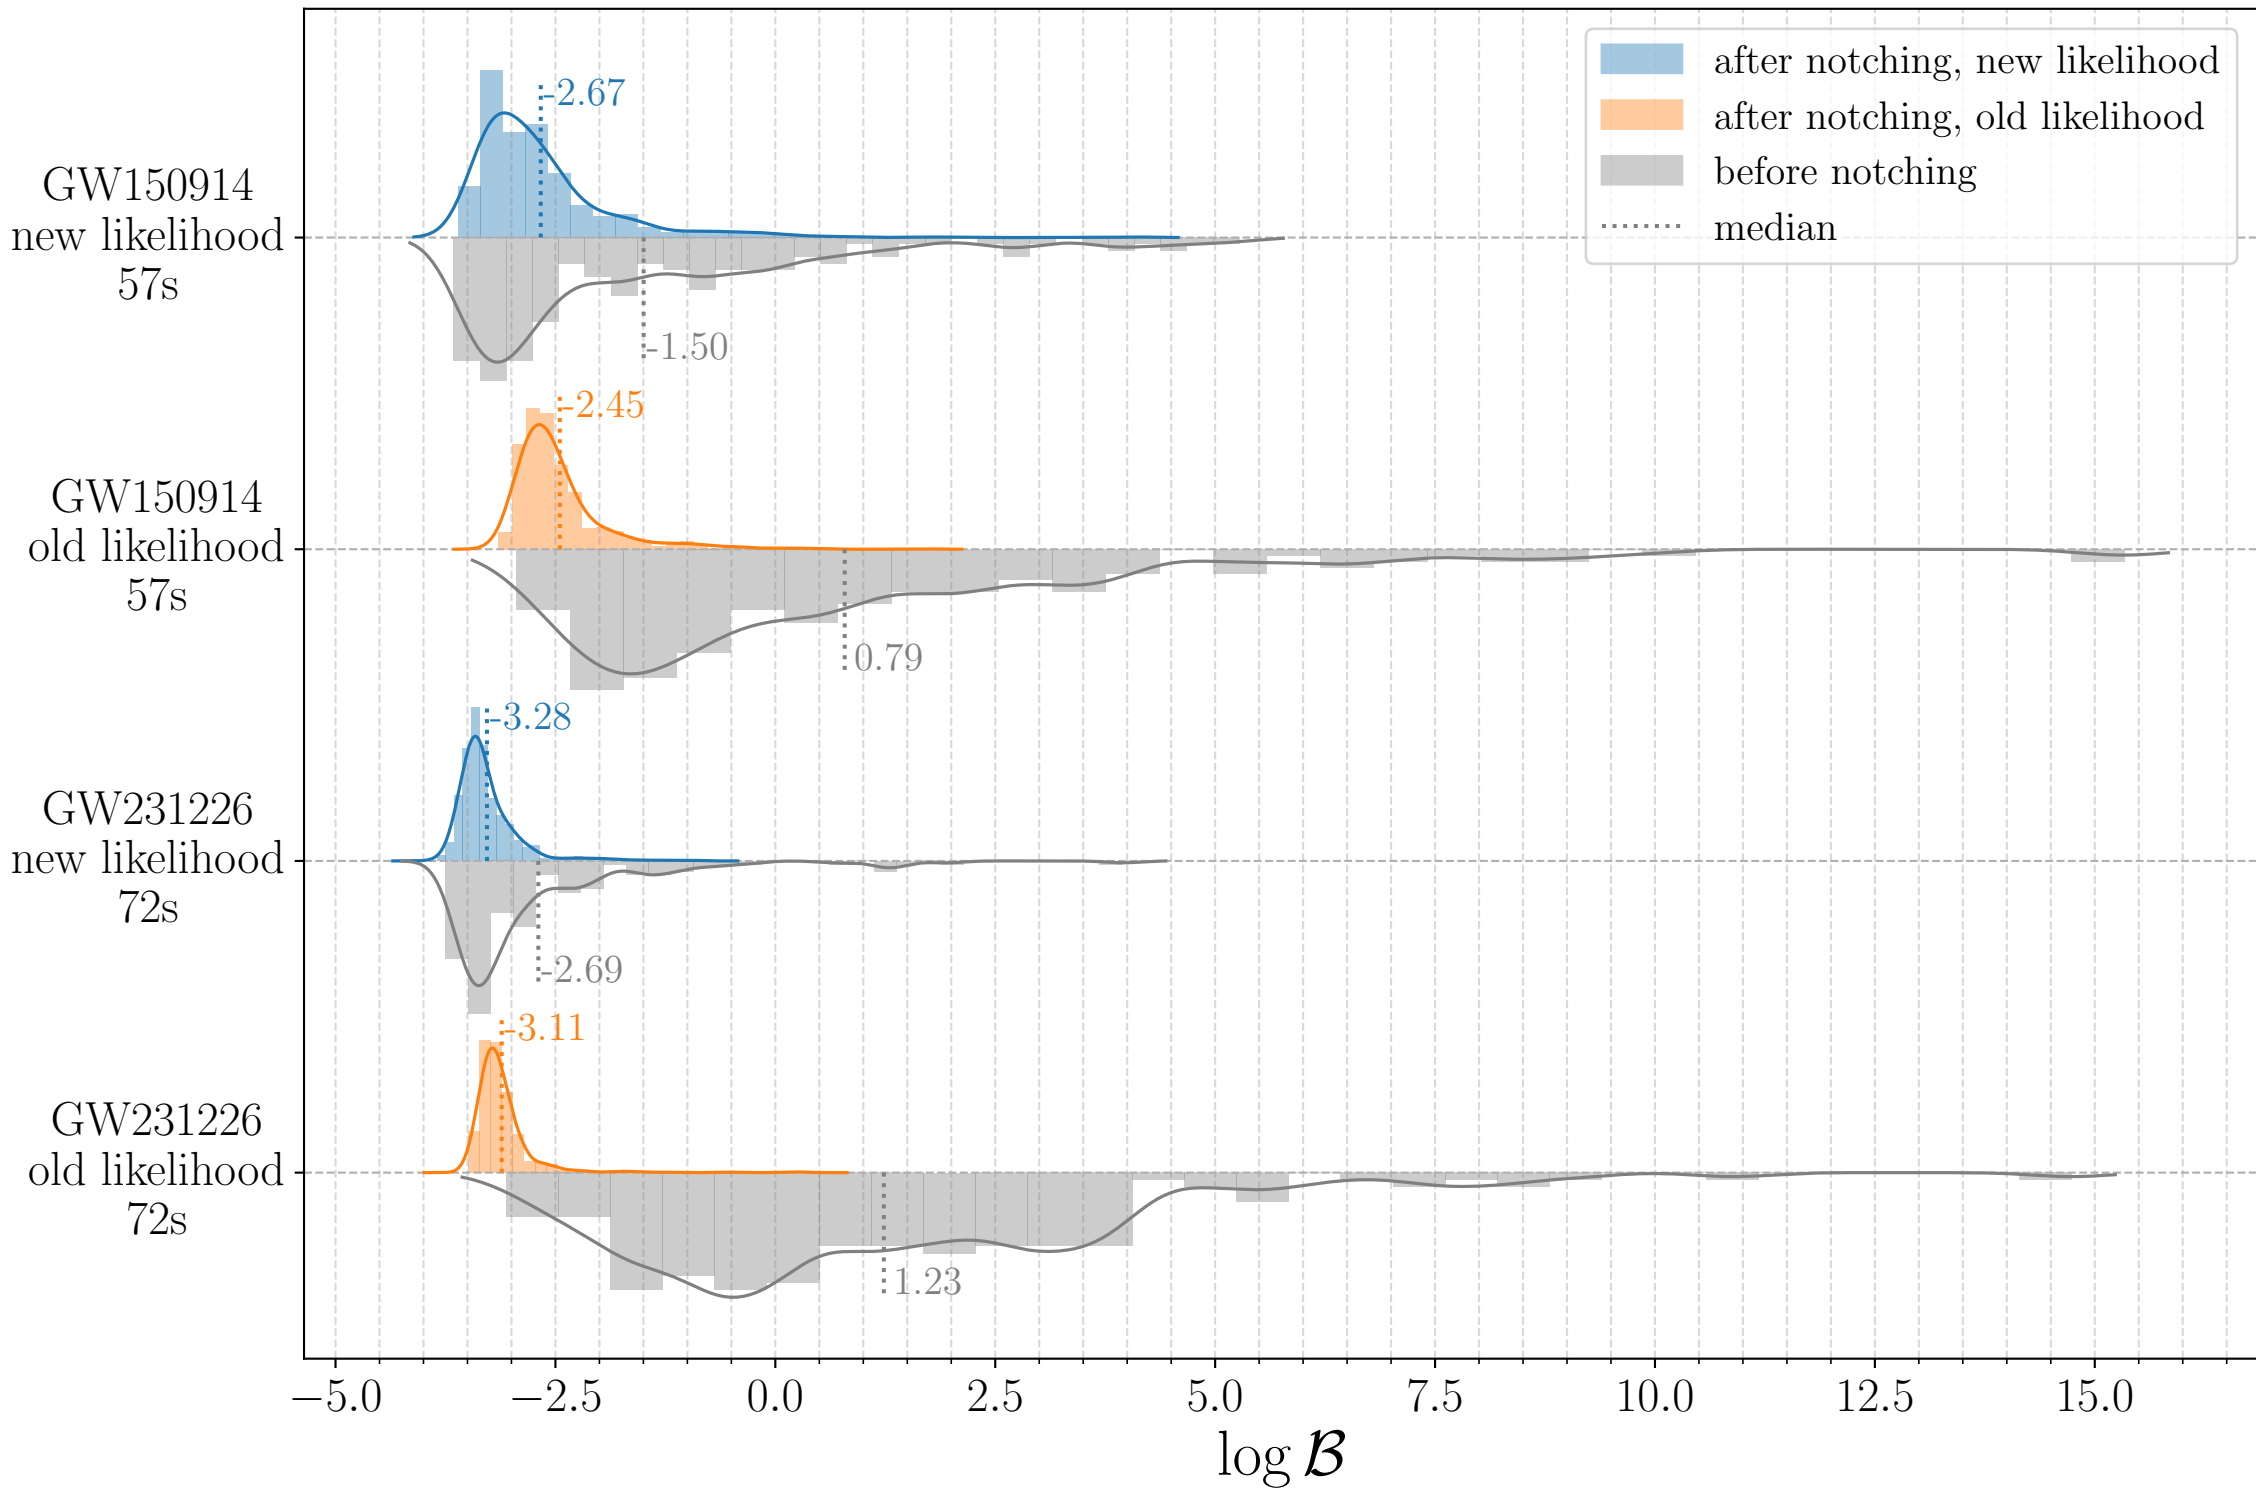 after notching, new likelihood
after notching, old likelihood
before notching
median
GW150914
new likelihood
57s
-2.67
-1.50
GW150914
old likelihood
57s
-2.45
0.79
GW231226
new likelihood
72s
-3.28
-2.69
GW231226
old likelihood
72s
-3.11
1.23
−5.0 −2.5 0.0 2.5 5.0 7.5 10.0 12.5 15.0
log ℬ